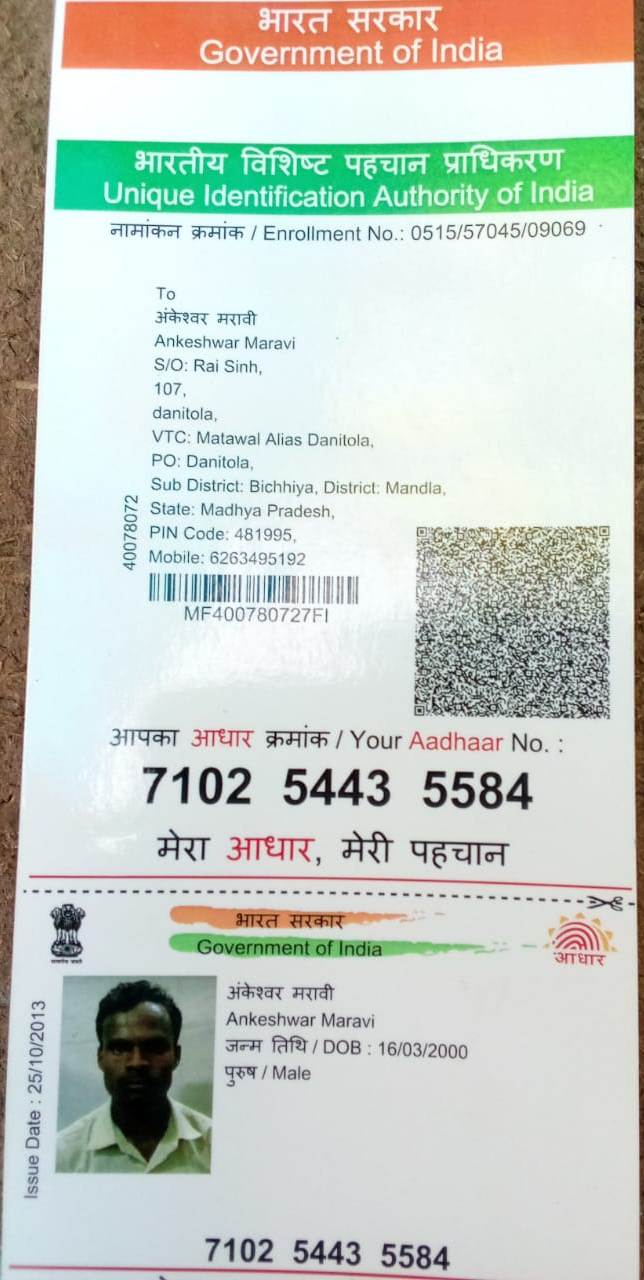 भारत सरकार
Government of India
भारतीय विशिष्ट पहचान प्राधिकरण
Unique Identification Authority of India
नामांकन क्रमांक / Enrollment No.: 0515/57045/09069
To
अंकेश्वर मरावी
Ankeshwar Maravi
S/O: Rai Sinh,
107,
danitola,
VTC: Matawal Alias Danitola,
PO: Danitola,
Sub District: Bichhiya, District: Mandla,
State: Madhya Pradesh,
PIN Code: 481995,
Mobile: 6263495192
40078072
MF400780727FI
आपका आधार क्रमांक / Your Aadhaar No. :
7102 5443 5584
मेरा आधार, मेरी पहचान
भारत सरकार
Government of India
आधार
अंकेश्वर मरावी
Ankeshwar Maravi
जन्म तिथि / DOB : 16/03/2000
पुरुष / Male
Issue Date : 25/10/2013
7102 5443 5584